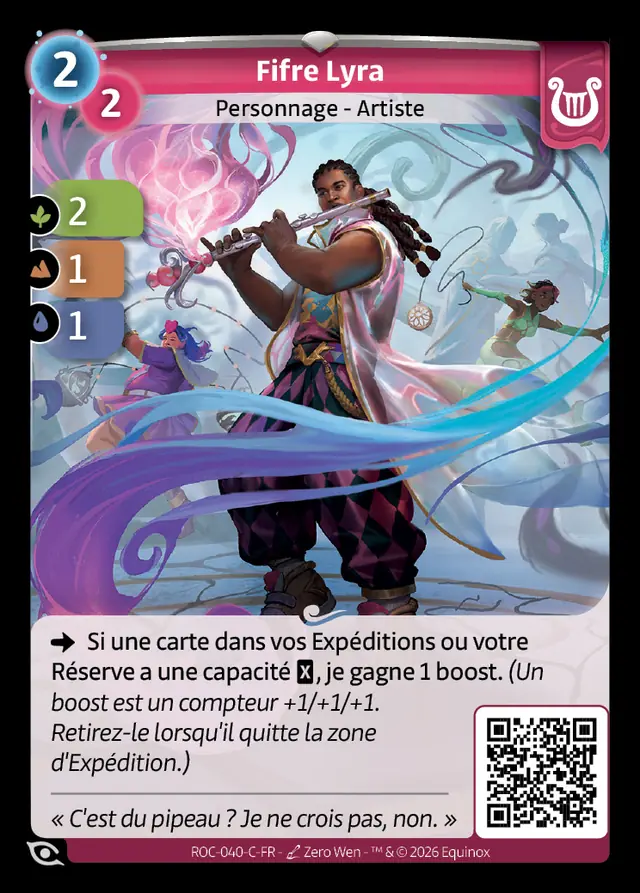 2
2
Fifre Lyra
Personnage - Artiste
2
1
1
Si une carte dans vos Expéditions ou votre
Réserve a une capacité X, je gagne 1 boost. (Un
boost est un compteur +1/+1/+1.
Retirez-le lorsqu'il quitte la zone
d'Expédition.)
« C'est du pipeau ? Je ne crois pas, non. »
ROC-040-C-FR - Zero Wen - ™ & © 2026 Equinox